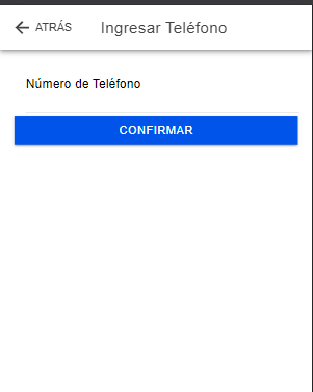 ATRÁS Ingresar Teléfono
Número de Teléfono
CONFIRMAR